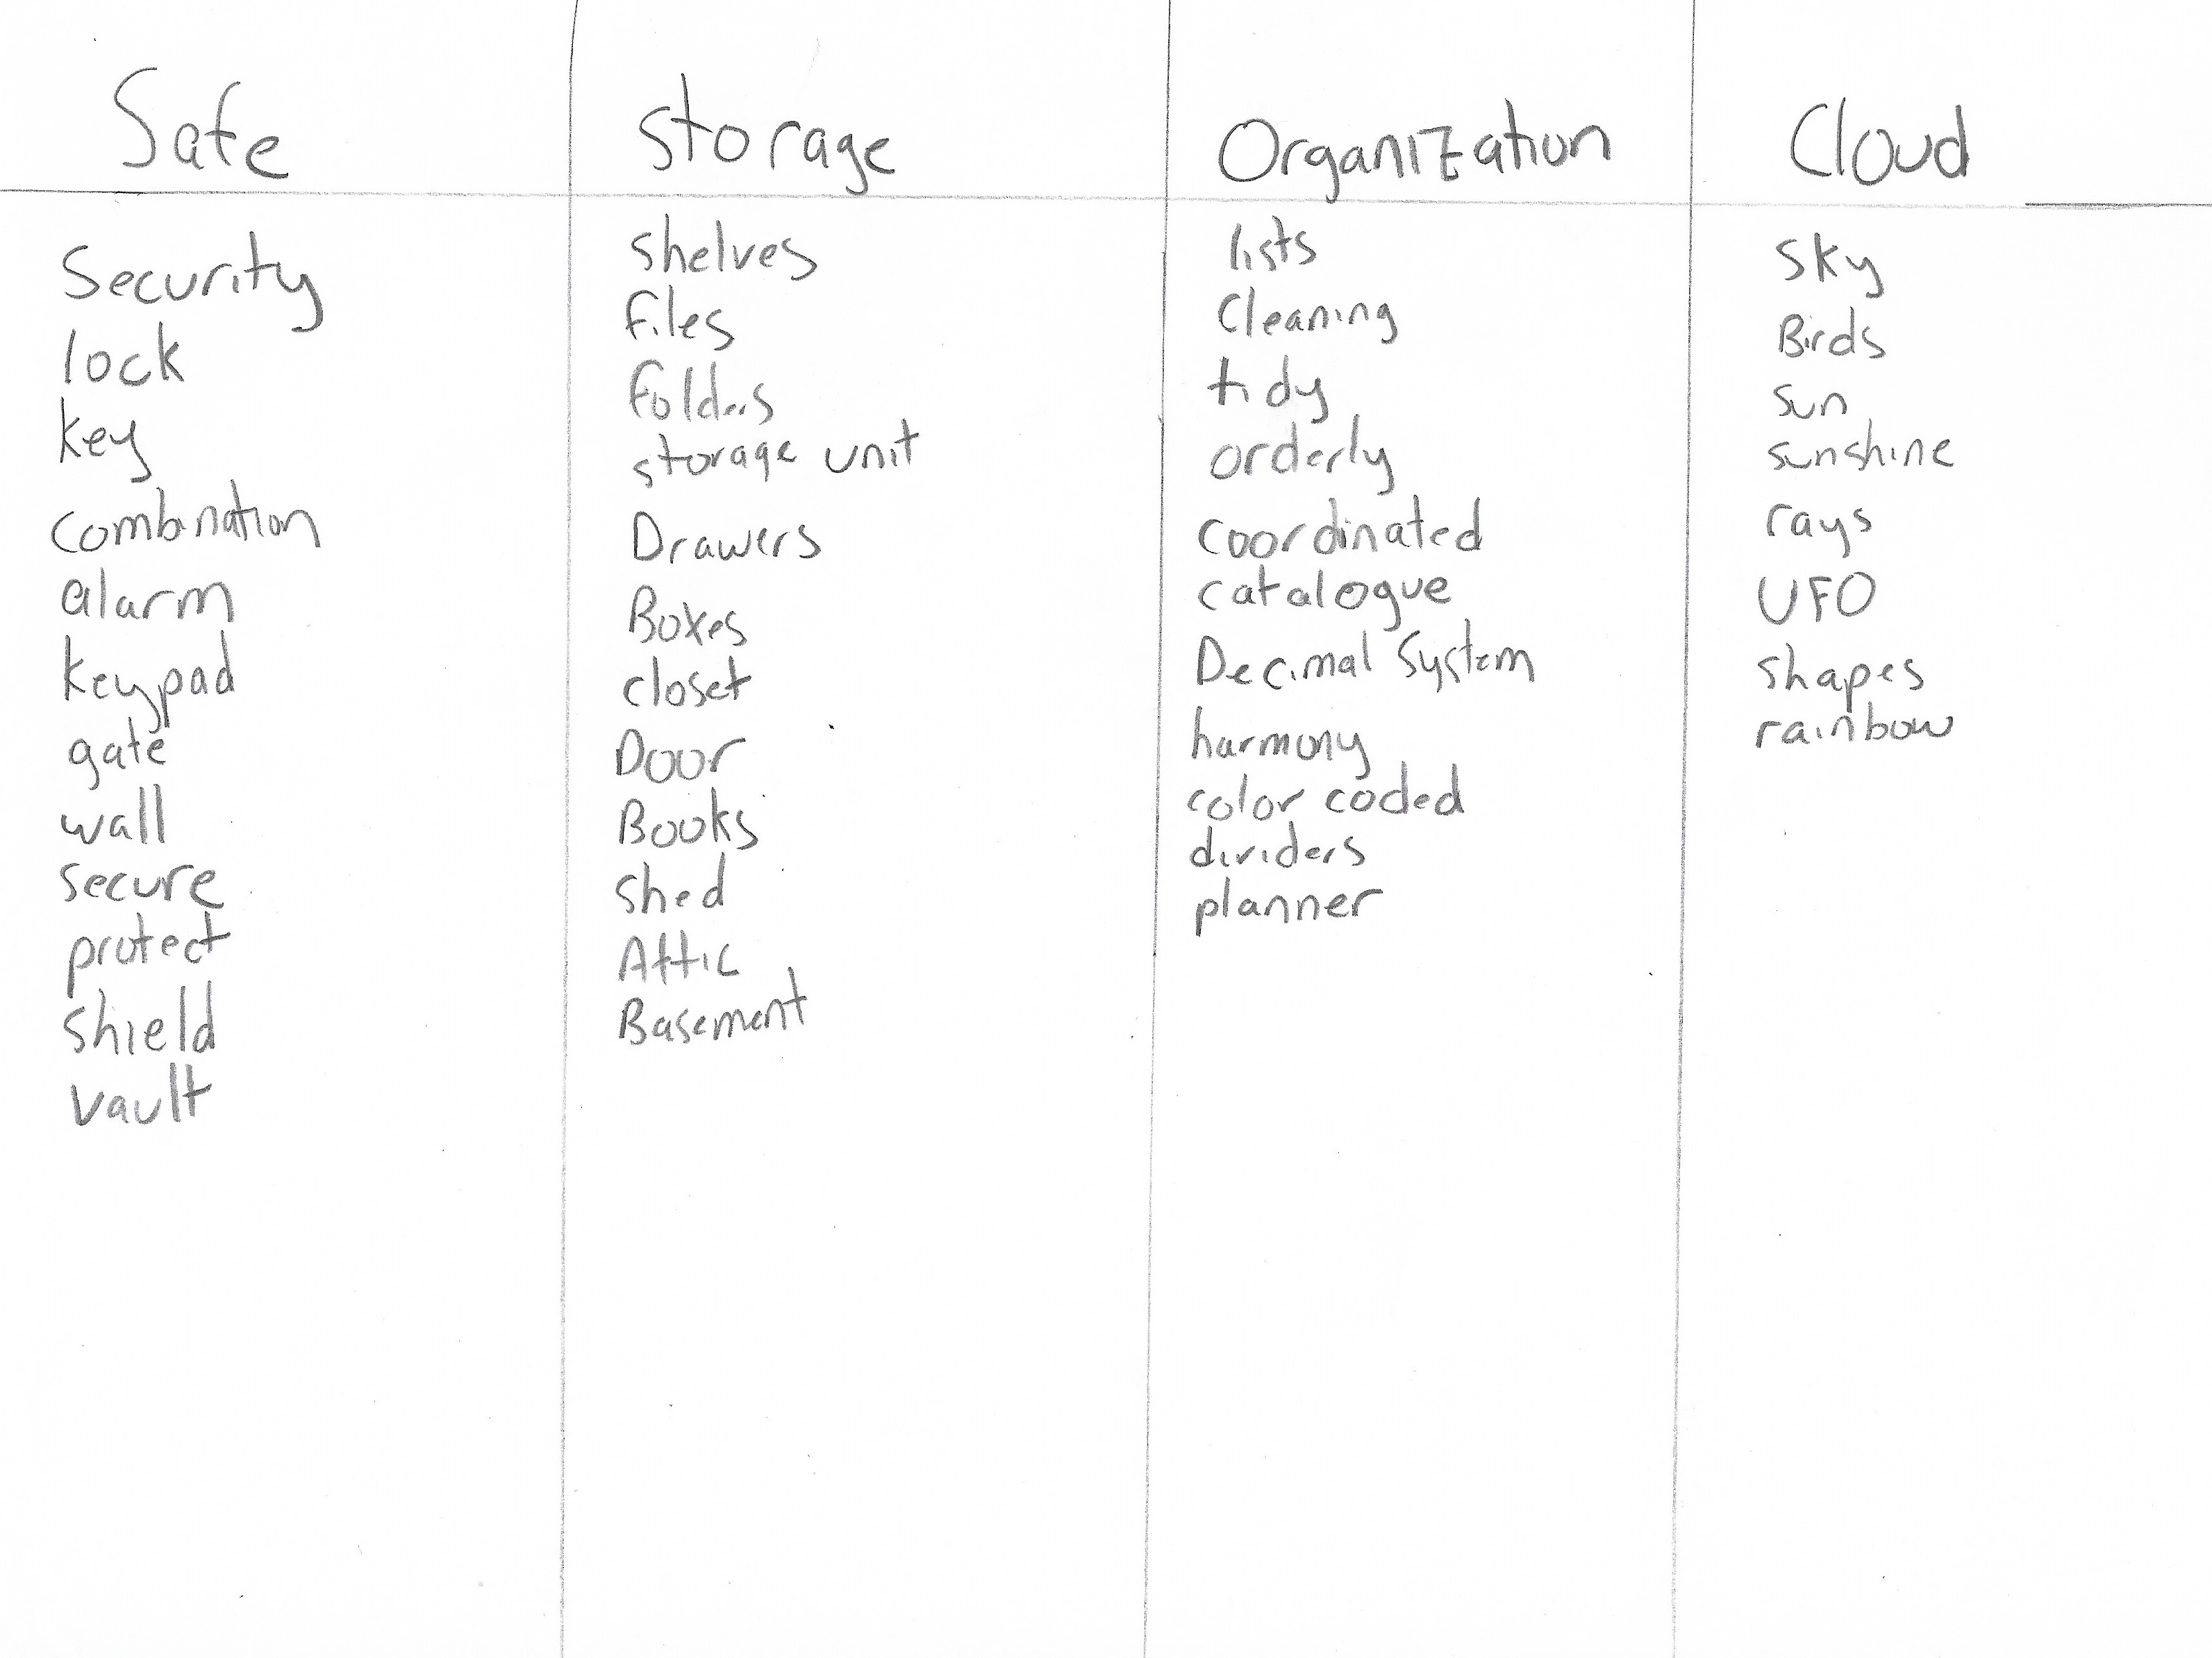 Safe
Security
lock
key
combination
alarm
keypad
gate
wall
secure
protect
shield
vault
Storage
shelves
files
folders
storage unit
Drawers
Boxes
closet
Door
Books
shed
Attic
Basement
Organization
lists
Cleaning
tidy
orderly
coordinated
catalogue
Decimal System
harmony
color coded
dividers
planner
Cloud
Sky
Birds
sun
sunshine
rays
UFO
shapes
rainbow